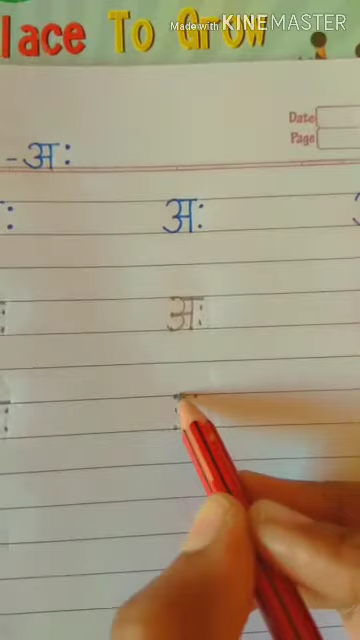 lace To Grow
Made with KINEMASTER
Date
Page
-अः
: अः
: अः
: